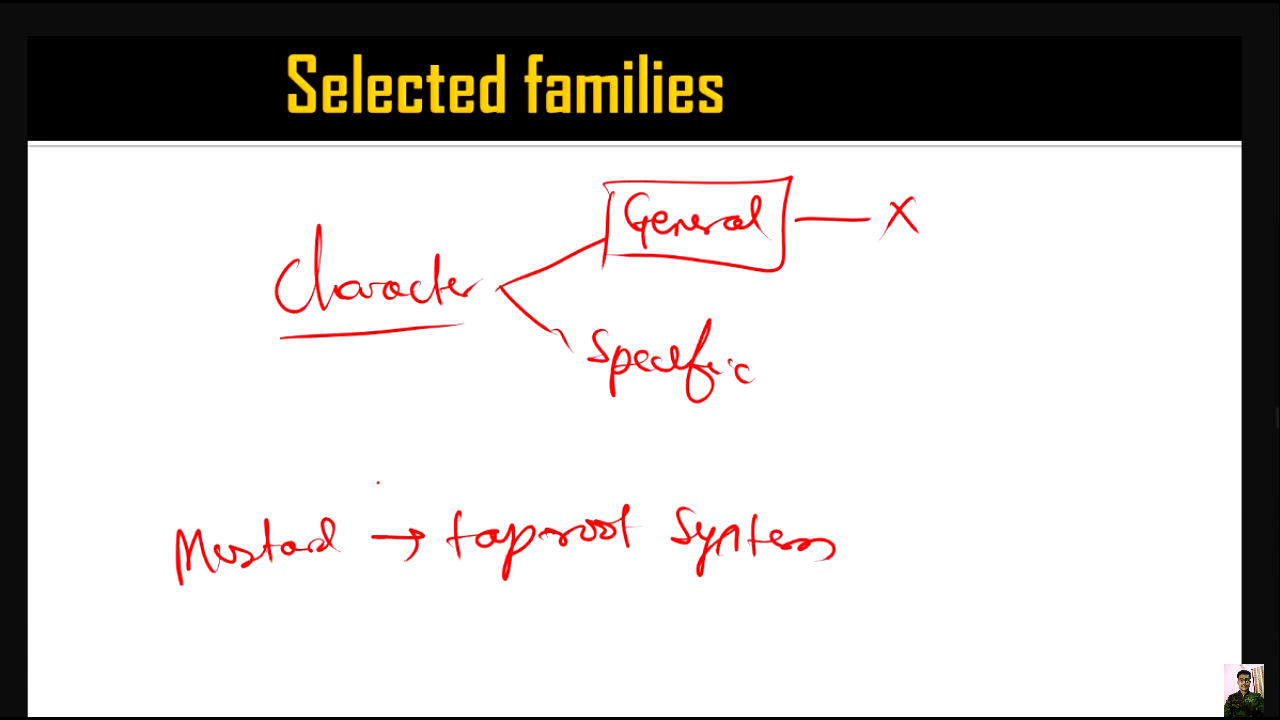 Selected families
General — X
Character
Specific
Mustard → taproot System